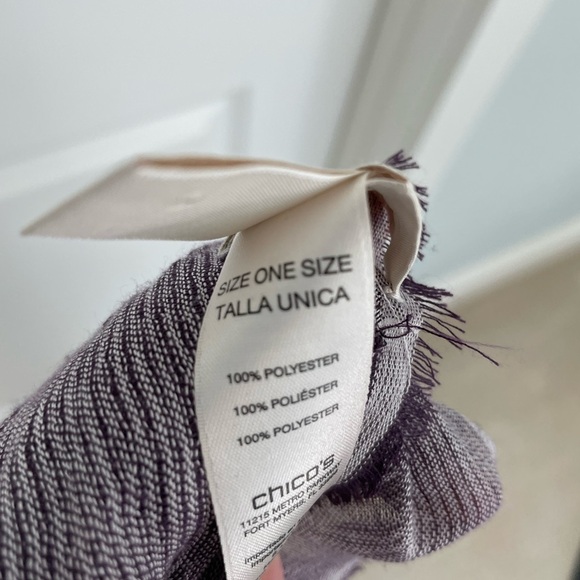 SIZE ONE SIZE
TALLA UNICA
100% POLYESTER
100% POLIÉSTER
100% POLYESTER
chico's
11215 METRO PARKWAY
FORT MYERS, FL